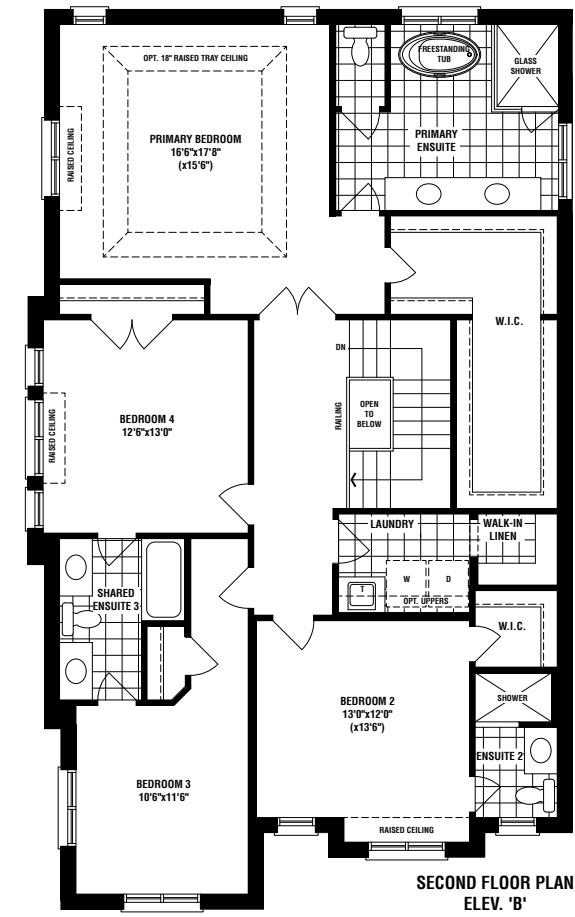 OPT. 18" RAISED TRAY CEILING
PRIMARY BEDROOM
16'6"x17'8"
(x15'6")
RAISED CEILING
FREESTANDING
TUB
GLASS
SHOWER
PRIMARY
ENSUITE
W.I.C.
DN
OPEN
TO
BELOW
RAILING
BEDROOM 4
12'6"x13'0"
RAISED CEILING
LAUNDRY
WALK-IN
LINEN
W
D
T
OPT. UPPERS
SHARED
ENSUITE 3
W.I.C.
BEDROOM 2
13'0"x12'0"
(x13'6")
SHOWER
ENSUITE 2
BEDROOM 3
10'6"x11'6"
RAISED CEILING
SECOND FLOOR PLAN
ELEV. 'B'